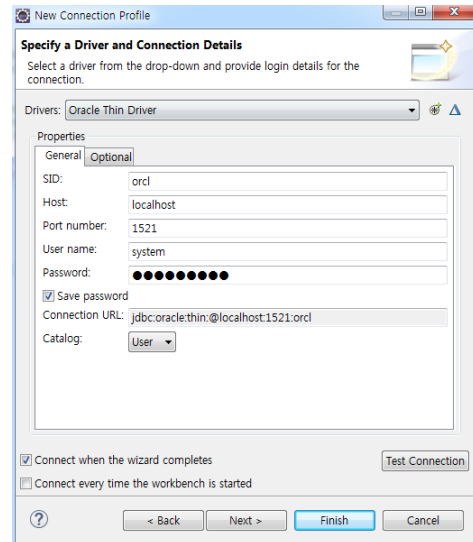 New Connection Profile
Specify a Driver and Connection Details
Select a driver from the drop-down and provide login details for the
connection.
Drivers: Oracle Thin Driver
Properties
General Optional
SID: orcl
Host: localhost
Port number: 1521
User name: system
Password: ●●●●●●●●●
Save password
Connection URL: jdbc:oracle:thin:@localhost:1521:orcl
Catalog: User
Connect when the wizard completes
Test Connection
Connect every time the workbench is started
? < Back Next > Finish Cancel